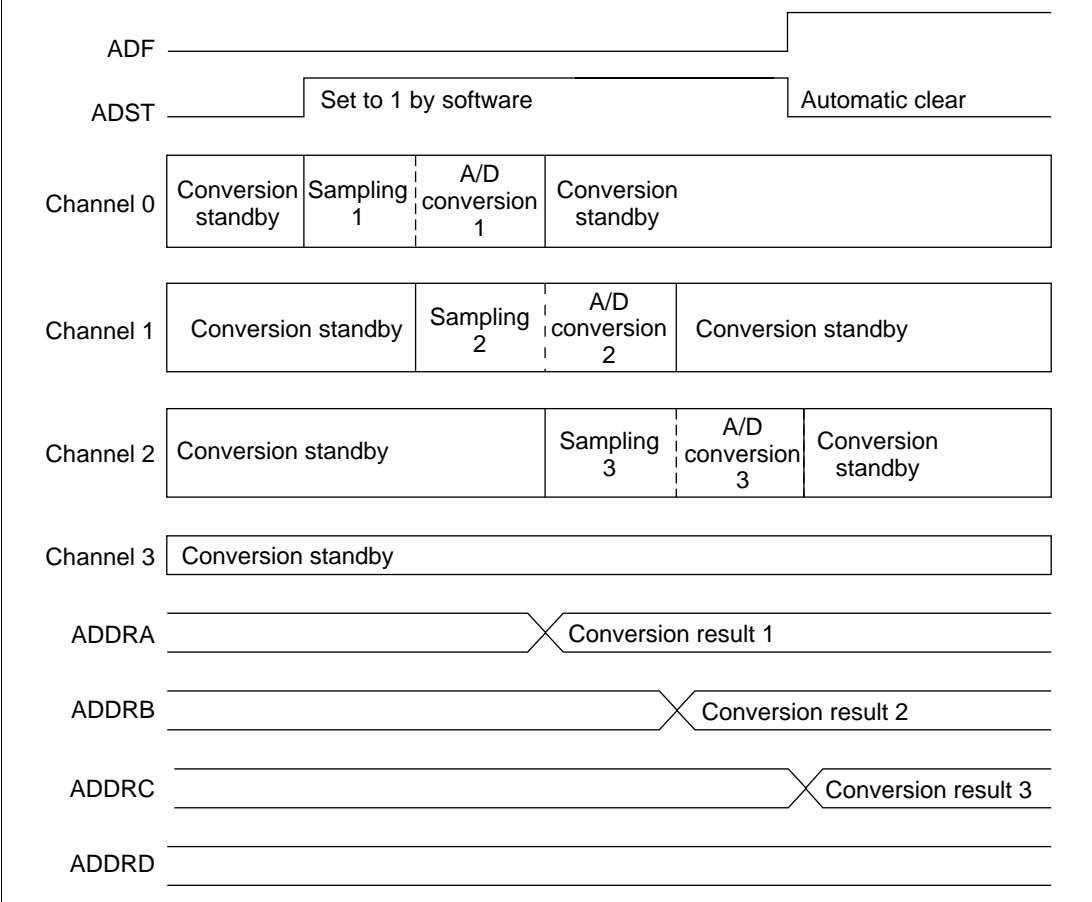 ADF
ADST
Set to 1 by software
Automatic clear
Channel 0
Conversion
standby
Sampling
1
A/D
conversion
1
Conversion
standby
Channel 1
Conversion standby
Sampling
2
A/D
conversion
2
Conversion standby
Channel 2
Conversion standby
Sampling
3
A/D
conversion
3
Conversion
standby
Channel 3
Conversion standby
ADDRA
Conversion result 1
ADDRB
Conversion result 2
ADDRC
Conversion result 3
ADDRD